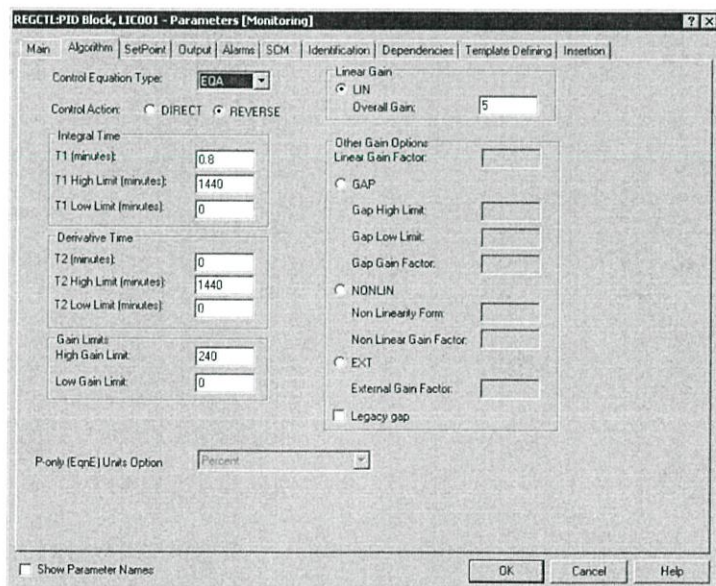 REGCTL:PID Block, LIC001 - Parameters [Monitoring]
Main Algorithm SetPoint Output Alarms SCM Identification Dependencies Template Defining Insertion
Control Equation Type: EQA
Control Action: DIRECT REVERSE
Integral Time
T1 (minutes): 0.8
T1 High Limit (minutes): 1440
T1 Low Limit (minutes): 0
Derivative Time
T2 (minutes): 0
T2 High Limit (minutes): 1440
T2 Low Limit (minutes): 0
Gain Limits
High Gain Limit: 240
Low Gain Limit: 0
Linear Gain
LIN
Overall Gain: 5
Other Gain Options
Linear Gain Factor:
GAP
Gap High Limit:
Gap Low Limit:
Gap Gain Factor:
NONLIN
Non Linearity Form:
Non Linear Gain Factor:
EXT
External Gain Factor:
Legacy gap
P-only (EqnE) Units Option Percent
Show Parameter Names
OK Cancel Help